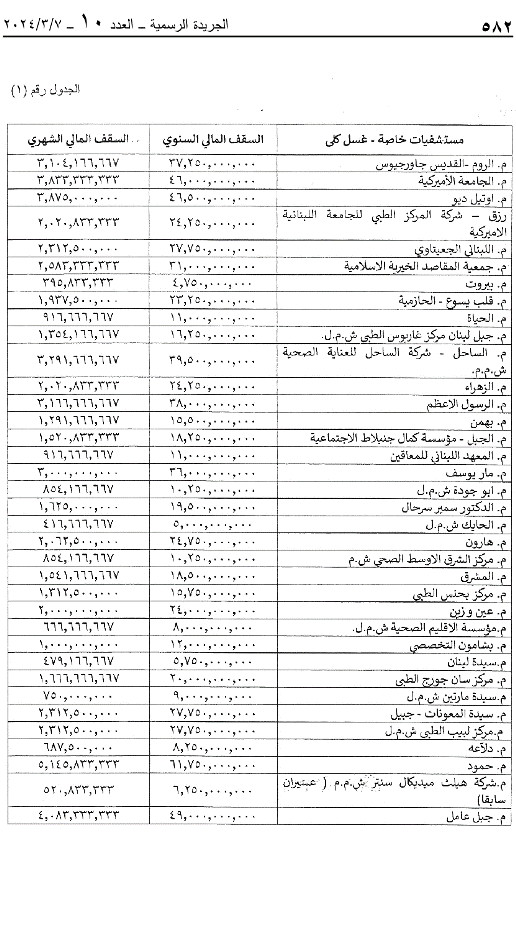 ٥٨٢
الجريدة الرسمية ــ العدد ١٠ ــ ٢٠٢٤/٣/٧
الجدول رقم (١)
مستشفيات خاصة - غسل كلى السقف المالي السنوي السقف المالي الشهري
م. الروم -القديس جاورجيوس ٣٧,٢٥٠,٠٠٠,٠٠٠ ٣,١٠٤,١٦٦,٦٦٧
م. الجامعة الأميركية ٤٦,٠٠٠,٠٠٠,٠٠٠ ٣,٨٣٣,٣٣٣,٣٣٣
م. اوتيل ديو ٤٦,٥٠٠,٠٠٠,٠٠٠ ٣,٨٧٥,٠٠٠,٠٠٠
رزق – شركة المركز الطبي للجامعة اللبنانية
الاميركية ٢٤,٢٥٠,٠٠٠,٠٠٠ ٢,٠٢٠,٨٣٣,٣٣٣
م. اللبناني الجعيتاوي ٢٧,٧٥٠,٠٠٠,٠٠٠ ٢,٣١٢,٥٠٠,٠٠٠
م. جمعية المقاصد الخيرية الاسلامية ٣١,٠٠٠,٠٠٠,٠٠٠ ٢,٥٨٣,٣٣٣,٣٣٣
م. بيروت ٤,٧٥٠,٠٠٠,٠٠٠ ٣٩٥,٨٣٣,٣٣٣
م. قلب يسوع - الحازمية ٢٣,٢٥٠,٠٠٠,٠٠٠ ١,٩٣٧,٥٠٠,٠٠٠
م. الحياة ١١,٠٠٠,٠٠٠,٠٠٠ ٩١٦,٦٦٦,٦٦٧
م. جبل لبنان مركز غاربوس الطبي ش.م.ل. ١٦,٢٥٠,٠٠٠,٠٠٠ ١,٣٥٤,١٦٦,٦٦٧
م. الساحل - شركة الساحل للعناية الصحية
ش.م.م. ٣٩,٥٠٠,٠٠٠,٠٠٠ ٣,٢٩١,٦٦٦,٦٦٧
م. الزهراء ٢٤,٢٥٠,٠٠٠,٠٠٠ ٢,٠٢٠,٨٣٣,٣٣٣
م. الرسول الاعظم ٣٨,٠٠٠,٠٠٠,٠٠٠ ٣,١٦٦,٦٦٦,٦٦٧
م. بهمن ١٥,٥٠٠,٠٠٠,٠٠٠ ١,٢٩١,٦٦٦,٦٦٧
م. الجبل - مؤسسة كمال جنبلاط الاجتماعية ١٨,٢٥٠,٠٠٠,٠٠٠ ١,٥٢٠,٨٣٣,٣٣٣
م. المعهد اللبناني للمعاقين ١١,٠٠٠,٠٠٠,٠٠٠ ٩١٦,٦٦٦,٦٦٧
م. مار يوسف ٣٦,٠٠٠,٠٠٠,٠٠٠ ٣,٠٠٠,٠٠٠,٠٠٠
م. ابو جودة ش.م.ل ١٠,٢٥٠,٠٠٠,٠٠٠ ٨٥٤,١٦٦,٦٦٧
م. الدكتور سمير سرحال ١٩,٥٠٠,٠٠٠,٠٠٠ ١,٦٢٥,٠٠٠,٠٠٠
م. الحايك ش.م.ل ٥,٠٠٠,٠٠٠,٠٠٠ ٤١٦,٦٦٦,٦٦٧
م. هارون ٢٤,٧٥٠,٠٠٠,٠٠٠ ٢,٠٦٢,٥٠٠,٠٠٠
م. مركز الشرق الاوسط الصحي ش.م ١٠,٢٥٠,٠٠٠,٠٠٠ ٨٥٤,١٦٦,٦٦٧
م. المشرق ١٨,٥٠٠,٠٠٠,٠٠٠ ١,٥٤١,٦٦٦,٦٦٧
م. مركز بحنس الطبي ١٥,٧٥٠,٠٠٠,٠٠٠ ١,٣١٢,٥٠٠,٠٠٠
م. عين وزين ٢٤,٠٠٠,٠٠٠,٠٠٠ ٢,٠٠٠,٠٠٠,٠٠٠
م.مؤسسة الاقليم الصحية ش.م.ل. ٨,٠٠٠,٠٠٠,٠٠٠ ٦٦٦,٦٦٦,٦٦٧
م. بشامون التخصصي ١٢,٠٠٠,٠٠٠,٠٠٠ ١,٠٠٠,٠٠٠,٠٠٠
م.سيدة لبنان ٥,٧٥٠,٠٠٠,٠٠٠ ٤٧٩,١٦٦,٦٦٧
م. مركز سان جورج الطبي ٢٠,٠٠٠,٠٠٠,٠٠٠ ١,٦٦٦,٦٦٦,٦٦٧
م.سيدة مارتين ش.م.ل ٩,٠٠٠,٠٠٠,٠٠٠ ٧٥٠,٠٠٠,٠٠٠
م. سيدة المعونات - جبيل ٢٧,٧٥٠,٠٠٠,٠٠٠ ٢,٣١٢,٥٠٠,٠٠٠
م.مركز لبيب الطبي ش.م.ل ٢٧,٧٥٠,٠٠٠,٠٠٠ ٢,٣١٢,٥٠٠,٠٠٠
م. دلاعه ٨,٢٥٠,٠٠٠,٠٠٠ ٦٨٧,٥٠٠,٠٠٠
م. حمود ٦١,٧٥٠,٠٠٠,٠٠٠ ٥,١٤٥,٨٣٣,٣٣٣
م.شركة هيلث ميديكال سنتر ش.م.م ( عسيران
سابقا) ٦,٢٥٠,٠٠٠,٠٠٠ ٥٢٠,٨٣٣,٣٣٣
م. جبل عامل ٤٩,٠٠٠,٠٠٠,٠٠٠ ٤,٠٨٣,٣٣٣,٣٣٣